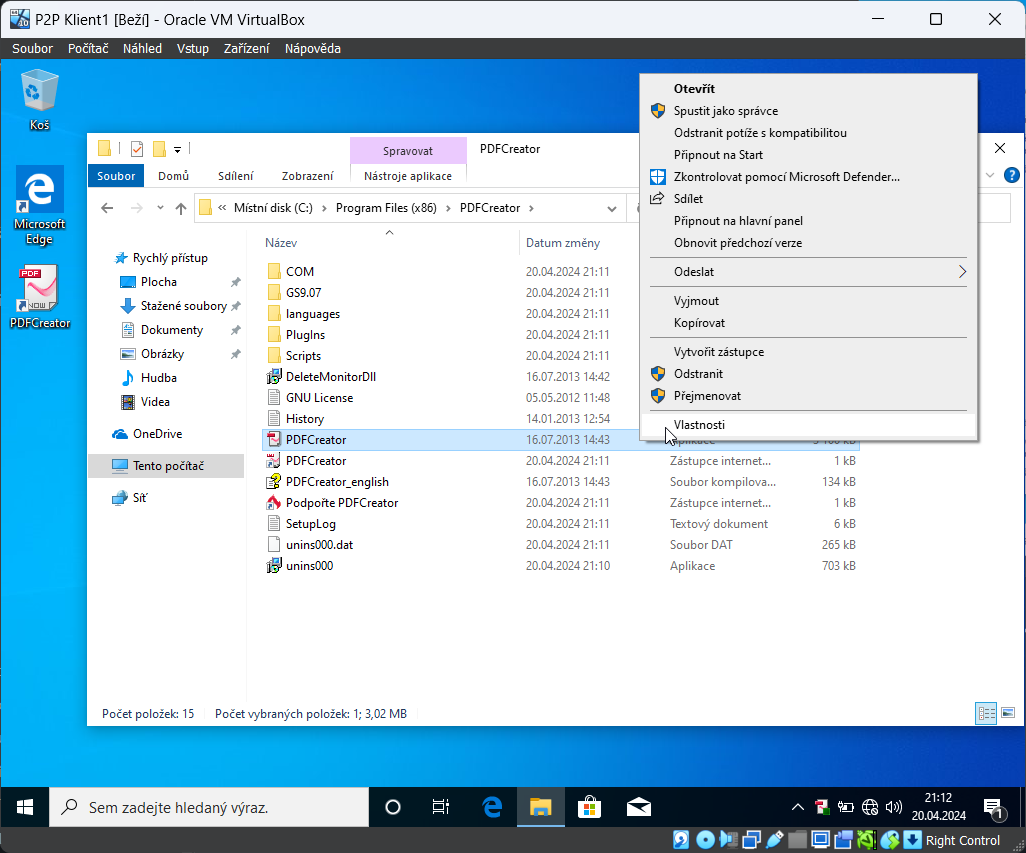 P2P Klient1 [Beží] - Oracle VM VirtualBox
Soubor Počítač Náhled Vstup Zařízení Nápověda
Koš
Microsoft Edge
PDF
NOW
PDFCreator
Spravovat PDFCreator
Soubor Domů Sdílení Zobrazení Nástroje aplikace
« Místní disk (C:) › Program Files (x86) › PDFCreator ›
Rychlý přístup
Plocha
Stažené soubory
Dokumenty
Obrázky
Hudba
Videa
OneDrive
Tento počítač
Síť
Název Datum změny
COM 20.04.2024 21:11
GS9.07 20.04.2024 21:11
languages 20.04.2024 21:11
PlugIns 20.04.2024 21:11
Scripts 20.04.2024 21:11
DeleteMonitorDll 16.07.2013 14:42
GNU License 05.05.2012 11:48
History 14.01.2013 12:54
PDFCreator 16.07.2013 14:43
PDFCreator 20.04.2024 21:11 Zástupce internet... 1 kB
PDFCreator_english 16.07.2013 14:43 Soubor kompilova... 134 kB
Podpořte PDFCreator 20.04.2024 21:11 Zástupce internet... 1 kB
SetupLog 20.04.2024 21:11 Textový dokument 6 kB
unins000.dat 20.04.2024 21:11 Soubor DAT 265 kB
unins000 20.04.2024 21:10 Aplikace 703 kB
Otevřít
Spustit jako správce
Odstranit potíže s kompatibilitou
Připnout na Start
Zkontrolovat pomocí Microsoft Defender...
Sdílet
Připnout na hlavní panel
Obnovit předchozí verze
Odeslat
Vyjmout
Kopírovat
Vytvořit zástupce
Odstranit
Přejmenovat
Vlastnosti
Počet položek: 15 Počet vybraných položek: 1; 3,02 MB
Sem zadejte hledaný výraz.
21:12
20.04.2024
1
Right Control